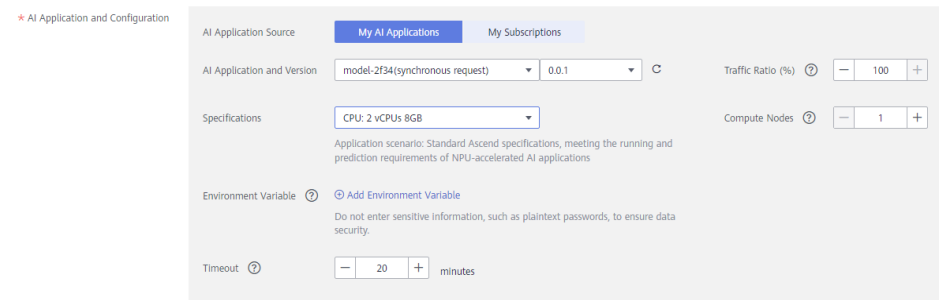 * AI Application and Configuration
AI Application Source
My AI Applications
My Subscriptions
AI Application and Version
model-2f34(synchronous request)
0.0.1
Traffic Ratio (%)
100
Specifications
CPU: 2 vCPUs 8GB
Compute Nodes
1
Application scenario: Standard Ascend specifications, meeting the running and
prediction requirements of NPU-accelerated AI applications
Environment Variable
Add Environment Variable
Do not enter sensitive information, such as plaintext passwords, to ensure data
security.
Timeout
20
minutes